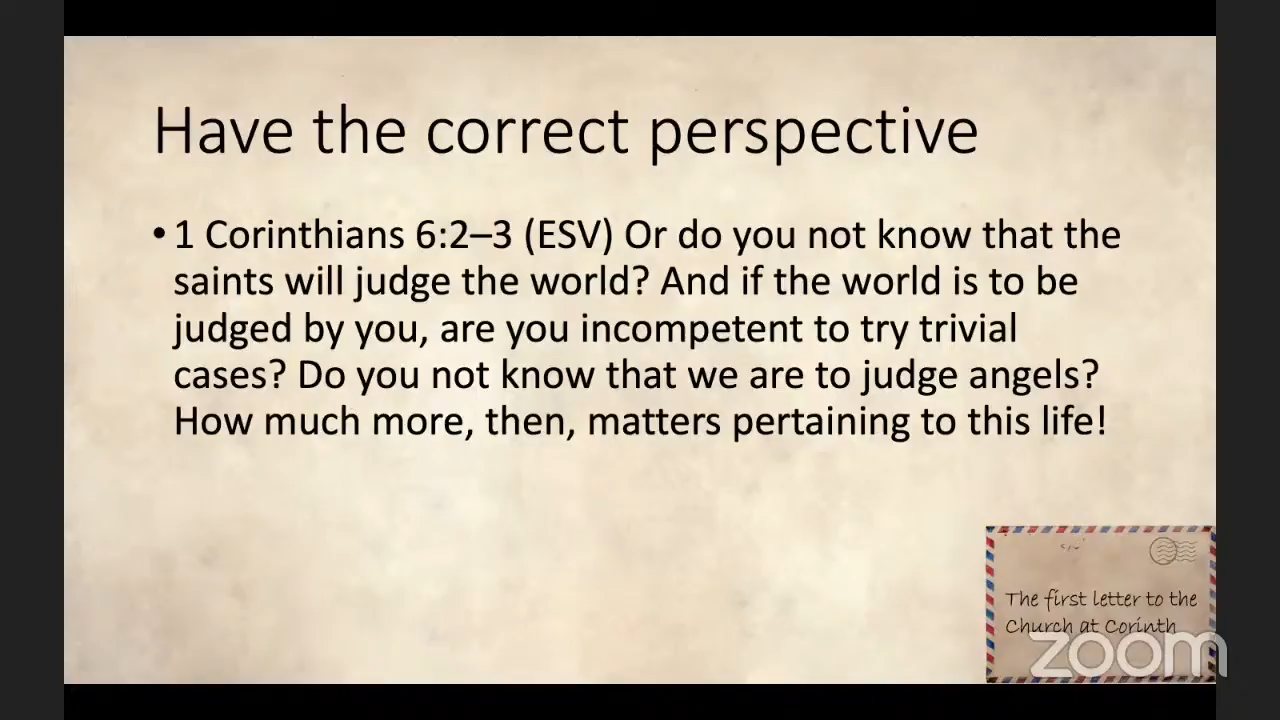 Have the correct perspective
• 1 Corinthians 6:2–3 (ESV) Or do you not know that the
saints will judge the world? And if the world is to be
judged by you, are you incompetent to try trivial
cases? Do you not know that we are to judge angels?
How much more, then, matters pertaining to this life!
The first letter to the
Church at Corinth
zoom